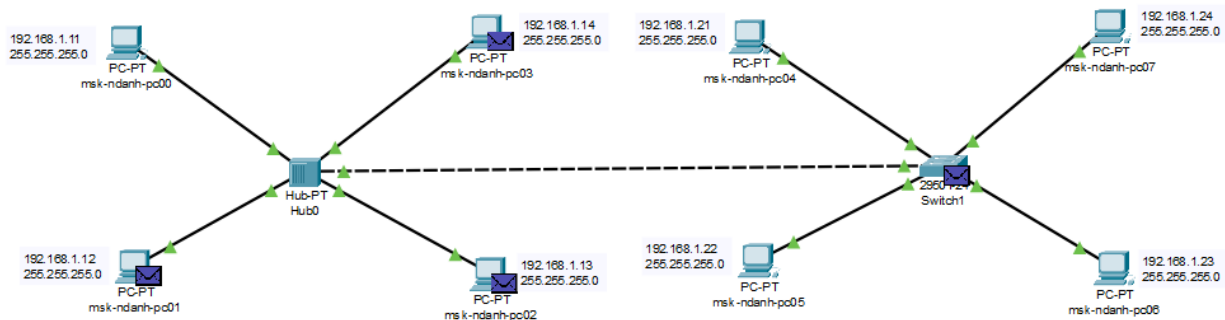 192.168.1.11
255.255.255.0
PC-PT
msk-ndanh-pc00
192.168.1.14
255.255.255.0
PC-PT
msk-ndanh-pc03
192.168.1.21
255.255.255.0
PC-PT
msk-ndanh-pc04
192.168.1.24
255.255.255.0
PC-PT
msk-ndanh-pc07
Hub-PT
Hub0
Switch1
192.168.1.12
255.255.255.0
PC-PT
msk-ndanh-pc01
192.168.1.13
255.255.255.0
PC-PT
msk-ndanh-pc02
192.168.1.22
255.255.255.0
PC-PT
msk-ndanh-pc05
192.168.1.23
255.255.255.0
PC-PT
msk-ndanh-pc06